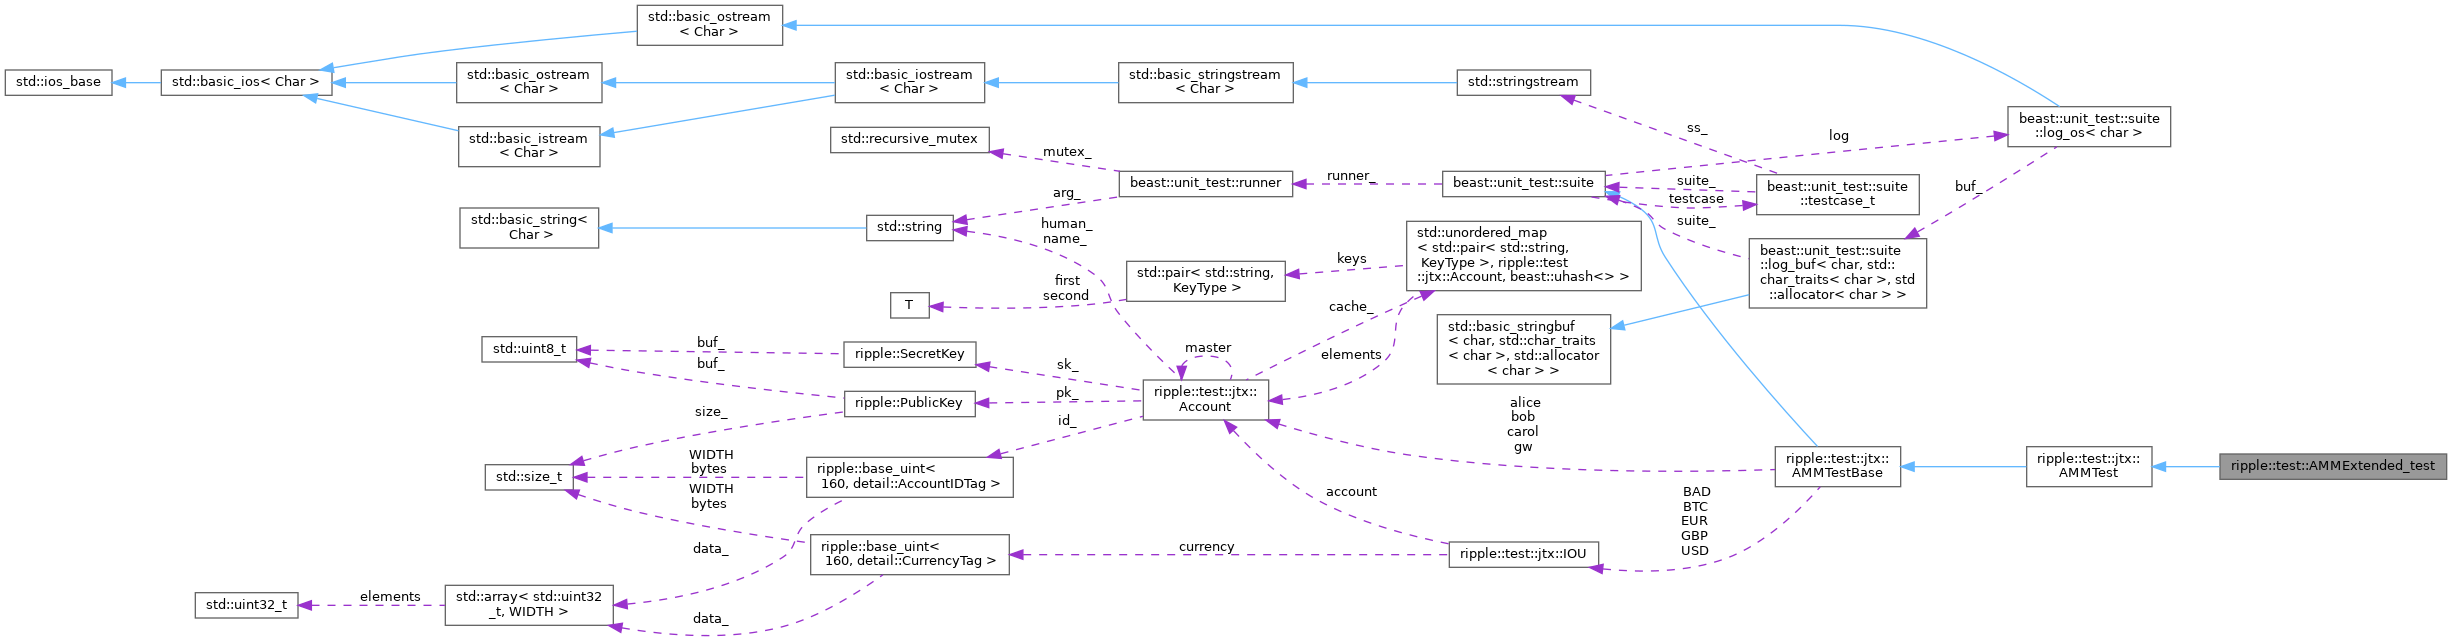 std::basic_ostream
< Char >
std::ios_base
std::basic_ios< Char >
std::basic_ostream
< Char >
std::basic_iostream
< Char >
std::basic_stringstream
< Char >
std::stringstream
std::basic_istream
< Char >
std::recursive_mutex
mutex_
ss_
log
beast::unit_test::suite
::log_os< char >
beast::unit_test::runner
runner_
beast::unit_test::suite
suite_
testcase
suite_
beast::unit_test::suite
::testcase_t
buf_
arg_
std::basic_string<
Char >
std::string
human_
name_
std::unordered_map
< std::pair< std::string,
KeyType >, ripple::test
::jtx::Account, beast::uhash<> >
beast::unit_test::suite
::log_buf< char, std::
char_traits< char >, std
::allocator< char > >
keys
std::pair< std::string,
KeyType >
first
second
T
cache_
std::basic_stringbuf
< char, std::char_traits
< char >, std::allocator
< char > >
std::uint8_t
buf_
buf_
ripple::SecretKey
master
elements
sk_
ripple::PublicKey
pk_
ripple::test::jtx::
Account
size_
id_
alice
bob
carol
gw
std::size_t
WIDTH
bytes
WIDTH
bytes
ripple::base_uint<
160, detail::AccountIDTag >
ripple::test::jtx::
AMMTestBase
ripple::test::jtx::
AMMTest
ripple::test::AMMExtended_test
account
BAD
BTC
EUR
GBP
USD
data_
ripple::base_uint<
160, detail::CurrencyTag >
currency
ripple::test::jtx::IOU
std::uint32_t
elements
std::array< std::uint32
_t, WIDTH >
data_